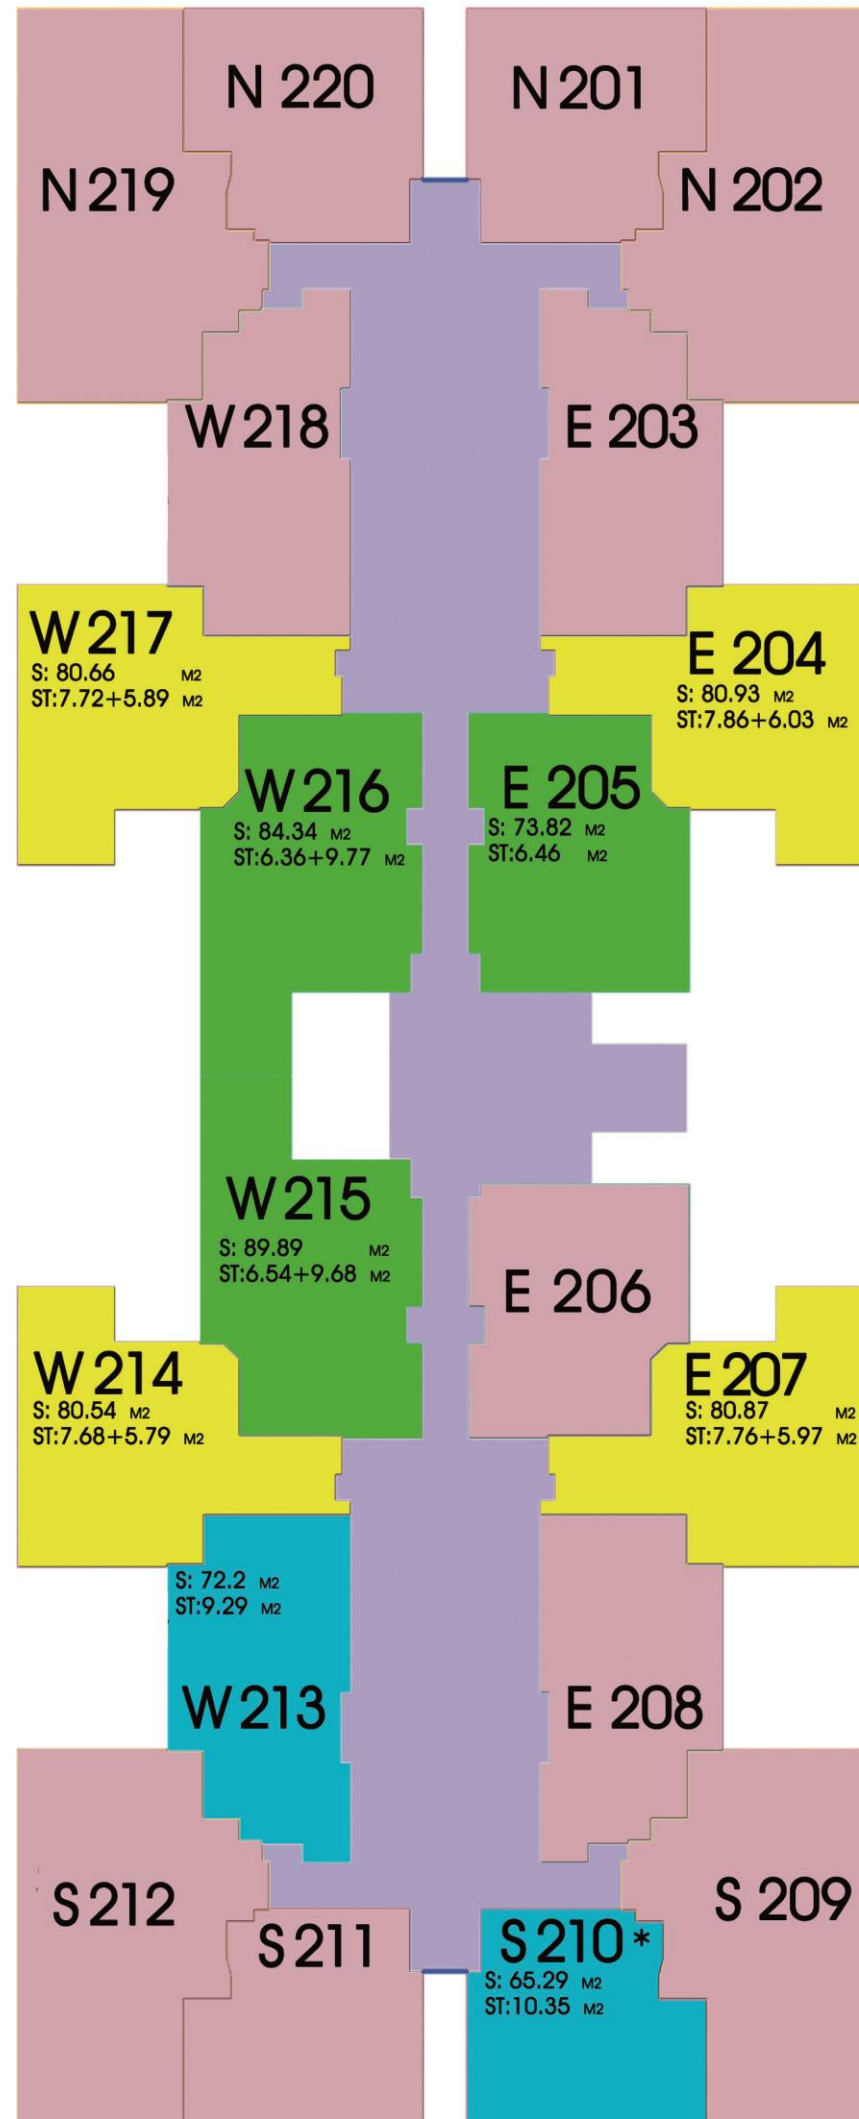 N 220
N 201
N 219
N 202
W 218
E 203
W 217
S: 80.66 M2
ST:7.72+5.89 M2
E 204
S: 80.93 M2
ST:7.86+6.03 M2
W 216
S: 84.34 M2
ST:6.36+9.77 M2
E 205
S: 73.82 M2
ST:6.46 M2
W 215
S: 89.89 M2
ST:6.54+9.68 M2
E 206
W 214
S: 80.54 M2
ST:7.68+5.79 M2
E 207
S: 80.87 M2
ST:7.76+5.97 M2
S: 72.2 M2
ST:9.29 M2
W 213
E 208
S 212
S 209
S 211
S 210 *
S: 65.29 M2
ST:10.35 M2